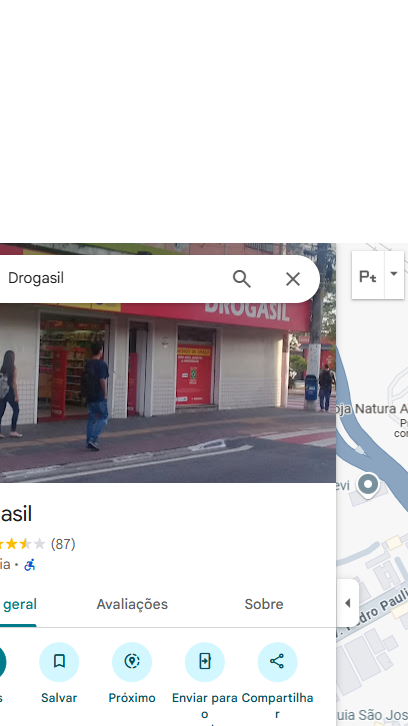 Drogasil
DROGASIL
asil
(87)
ia
geral
Avaliações
Sobre
s
Salvar
Próximo
Enviar para
o
Compartilha
r
oja Natura A
P
co
evi
r. Pedro Pauli
uia São Jos